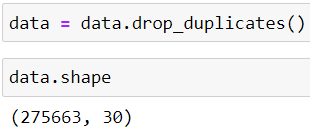 data = data.drop_duplicates()
data.shape
(275663, 30)